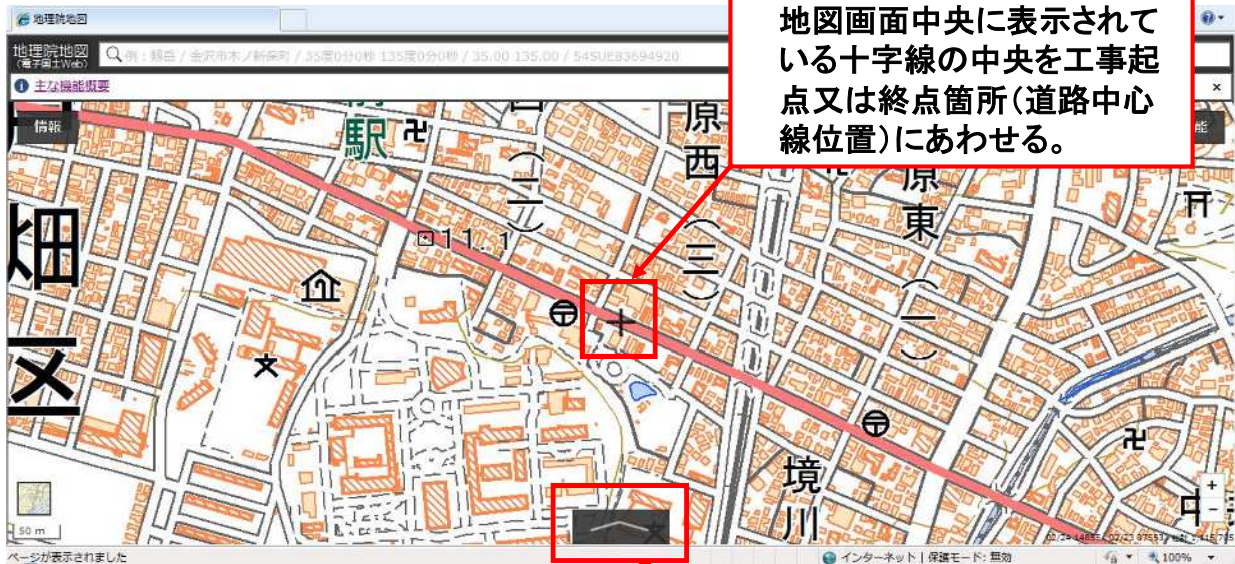 地理院地図
地理院地図
(電子国土Web)
例：剱岳 / 金沢市木ノ新保町 / 35度0分0秒 135度0分0秒 / 35.00 135.00 / 54SUE83694920
主な機能概要
×
地図画面中央に表示されて
いる十字線の中央を工事起
点又は終点箇所(道路中心
線位置)にあわせる。
情報
能
駅
原西(三)
(二)
原東(一)
畑
区
11.1
境川
50 m
+
-
ページが表示されました
インターネット | 保護モード: 無効
100%